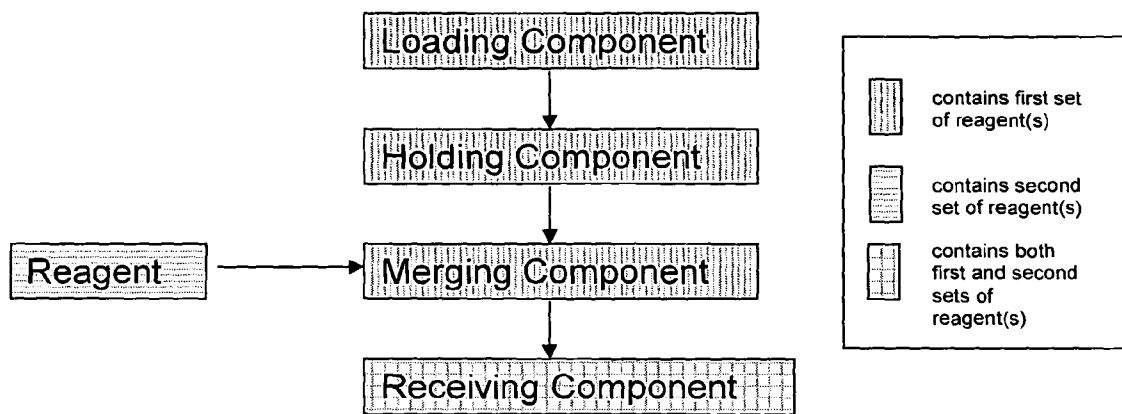 Loading Component
Holding Component
Reagent
Merging Component
Receiving Component
contains first set
of reagent(s)
contains second
set of reagent(s)
contains both
first and second
sets of
reagent(s)